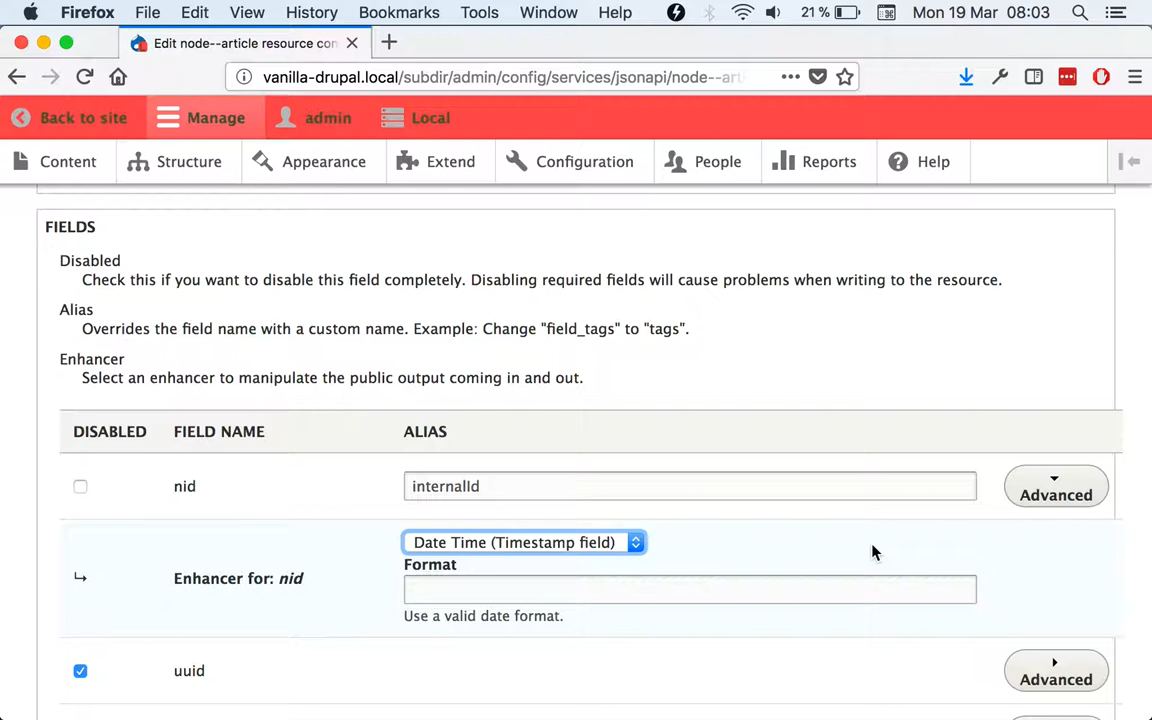 Firefox File Edit View History Bookmarks Tools Window Help 21 % Mon 19 Mar 08:03
Edit node--article resource con
vanilla-drupal.local/subdir/admin/config/services/jsonapi/node--arti
Back to site Manage admin Local
Content Structure Appearance Extend Configuration People Reports Help
FIELDS
Disabled
Check this if you want to disable this field completely. Disabling required fields will cause problems when writing to the resource.
Alias
Overrides the field name with a custom name. Example: Change "field_tags" to "tags".
Enhancer
Select an enhancer to manipulate the public output coming in and out.
DISABLED FIELD NAME ALIAS
nid internalId Advanced
Date Time (Timestamp field)
Format
Enhancer for: nid
Use a valid date format.
uuid Advanced